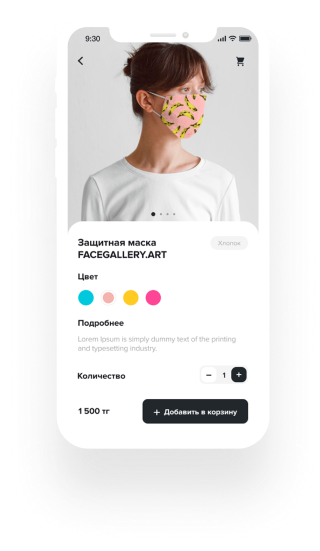 9:30
Защитная маска
Хлопок
FACEGALLERY.ART
Цвет
Подробнее
Lorem Ipsum is simply dummy text of the printing
and typesetting industry.
Количество
− 1 +
1 500 тг
+ Добавить в корзину